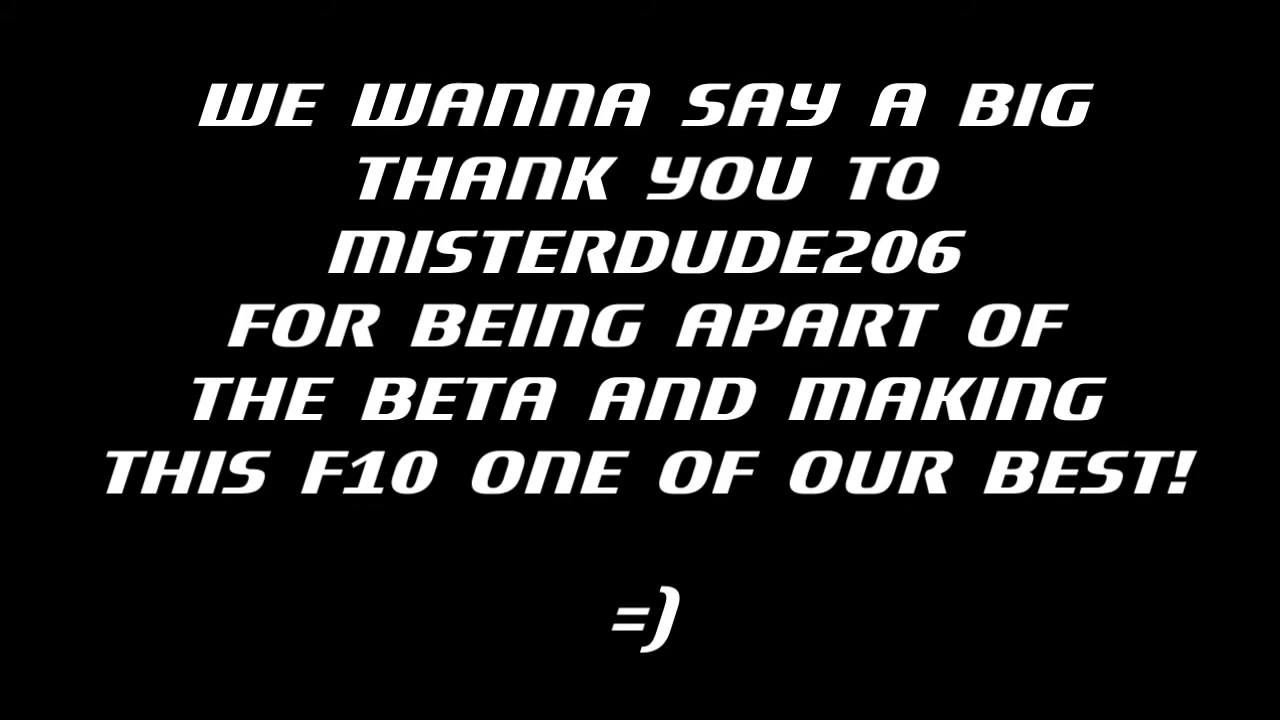 WE WANNA SAY A BIG
THANK YOU TO
MISTERDUDE206
FOR BEING APART OF
THE BETA AND MAKING
THIS F10 ONE OF OUR BEST!
=)